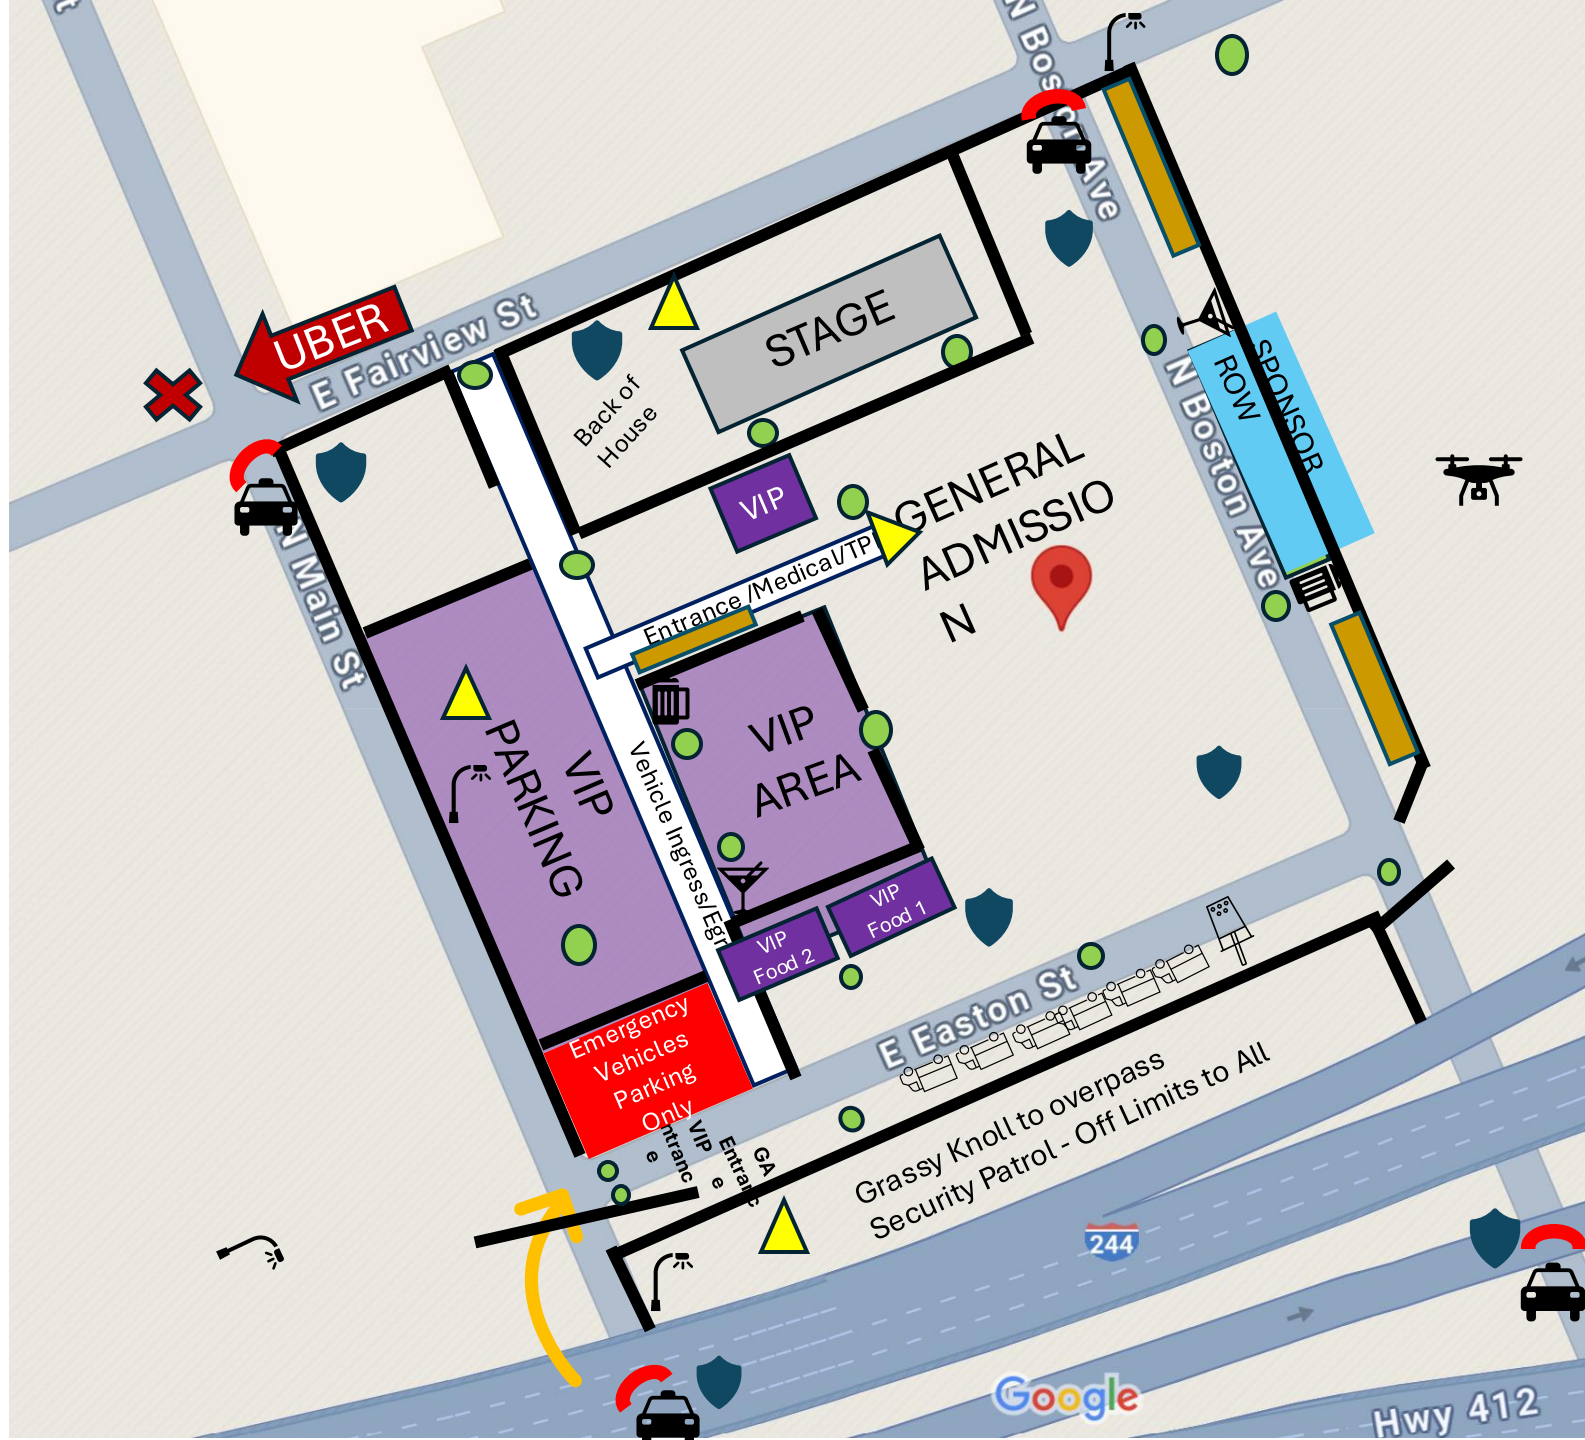 t
N Boston Ave
UBER
E Fairview St
STAGE
Back of
House
VIP
GENERAL
ADMISSIO
N
Entrance /Medical/TP
SPONSOR
ROW
N Boston Ave
N Main St
VIP
PARKING
VIP
AREA
Vehicle Ingress/Egr
VIP
Food 1
VIP
Food 2
Emergency
Vehicles
Parking
Only
E Easton St
VIP
ntranc
e
GA
Entranc
e
Grassy Knoll to overpass
Security Patrol - Off Limits to All
244
Google
Hwy 412